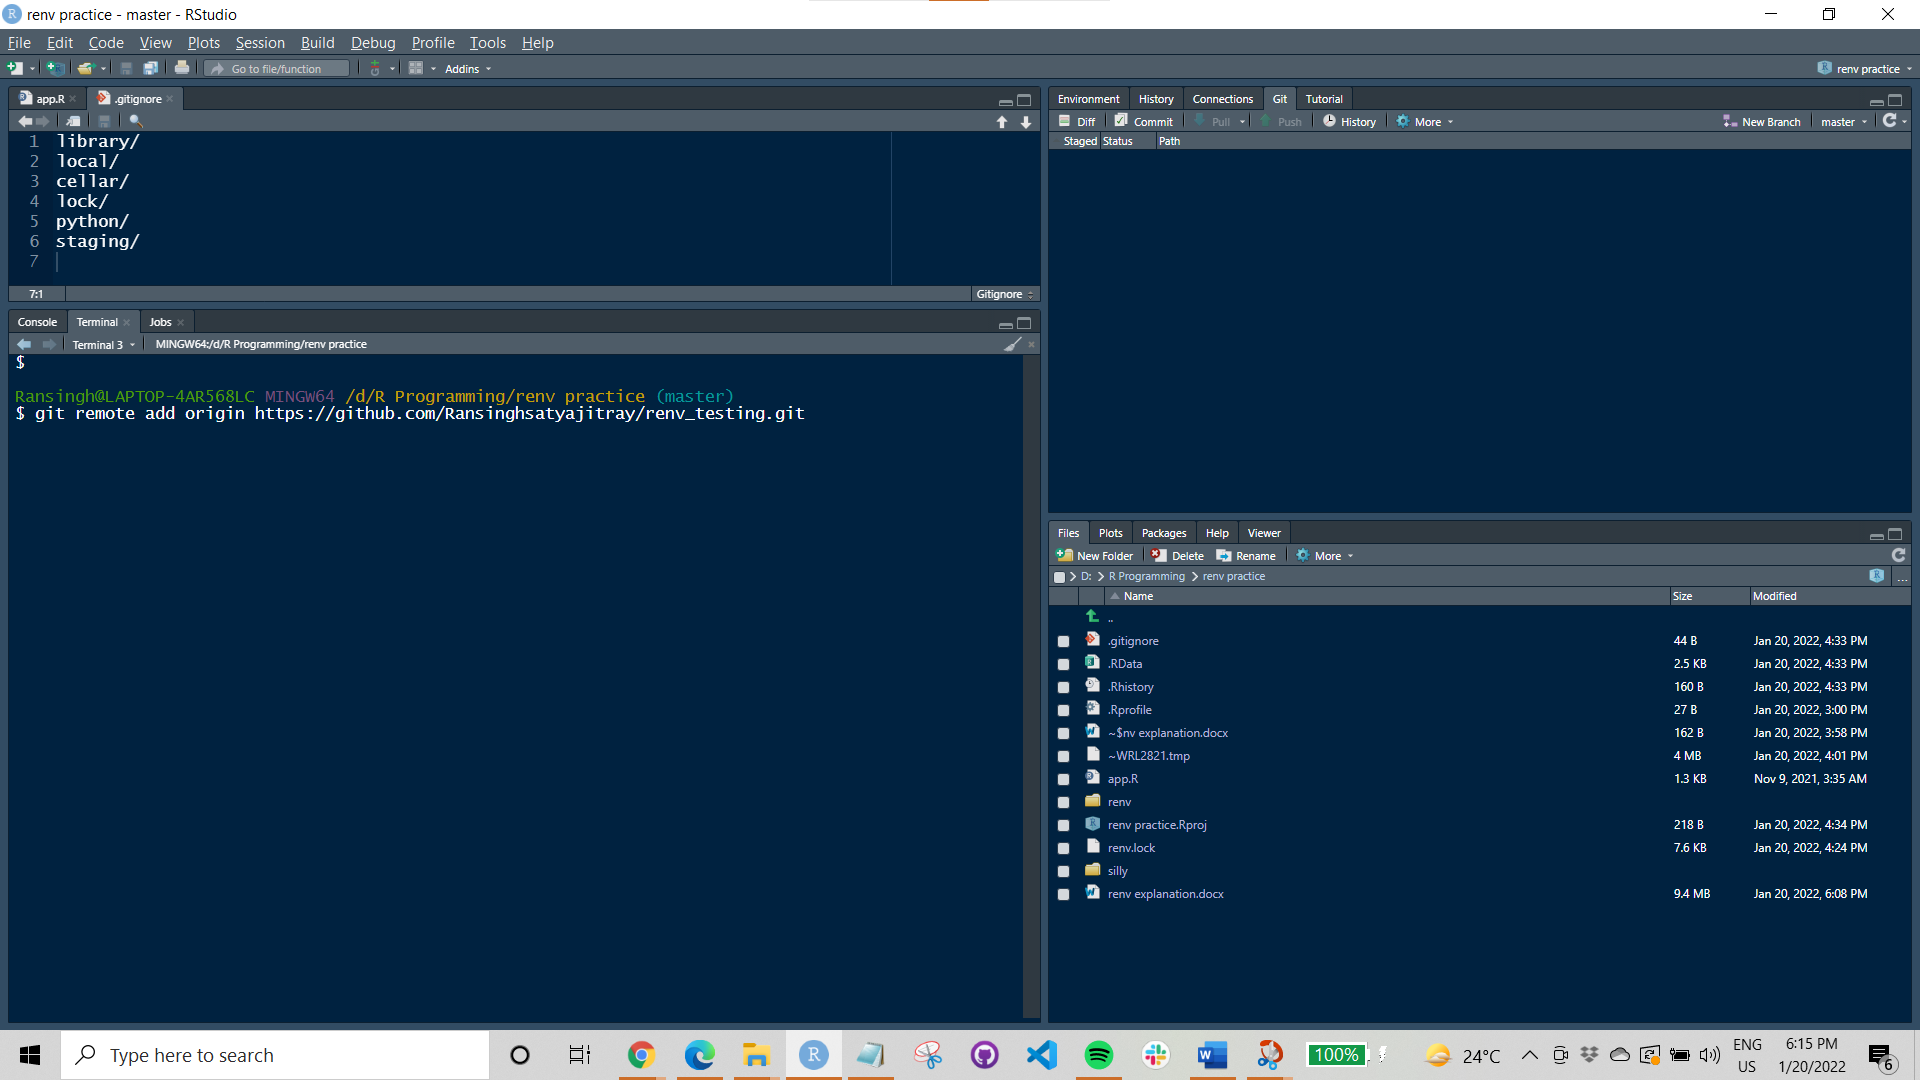 renv practice - master - RStudio
File Edit Code View Plots Session Build Debug Profile Tools Help
Go to file/function Addins renv practice
app.R .gitignore
1 library/
2 local/
3 cellar/
4 lock/
5 python/
6 staging/
7
7:1 Gitignore
Console Terminal Jobs
Terminal 3 MINGW64:/d/R Programming/renv practice
$
Ransingh@LAPTOP-4AR568LC MINGW64 /d/R Programming/renv practice (master)
$ git remote add origin https://github.com/Ransinghsatyajitray/renv_testing.git
Environment History Connections Git Tutorial
Diff Commit Pull Push History More New Branch master
Staged Status Path
Files Plots Packages Help Viewer
New Folder Delete Rename More
D: R Programming renv practice ...
Name Size Modified
..
.gitignore 44 B Jan 20, 2022, 4:33 PM
.RData 2.5 KB Jan 20, 2022, 4:33 PM
.Rhistory 160 B Jan 20, 2022, 4:33 PM
.Rprofile 27 B Jan 20, 2022, 3:00 PM
~$nv explanation.docx 162 B Jan 20, 2022, 3:58 PM
~WRL2821.tmp 4 MB Jan 20, 2022, 4:01 PM
app.R 1.3 KB Nov 9, 2021, 3:35 AM
renv
renv practice.Rproj 218 B Jan 20, 2022, 4:34 PM
renv.lock 7.6 KB Jan 20, 2022, 4:24 PM
silly
renv explanation.docx 9.4 MB Jan 20, 2022, 6:08 PM
Type here to search
100%
24°C
ENG
US
6:15 PM
1/20/2022
6